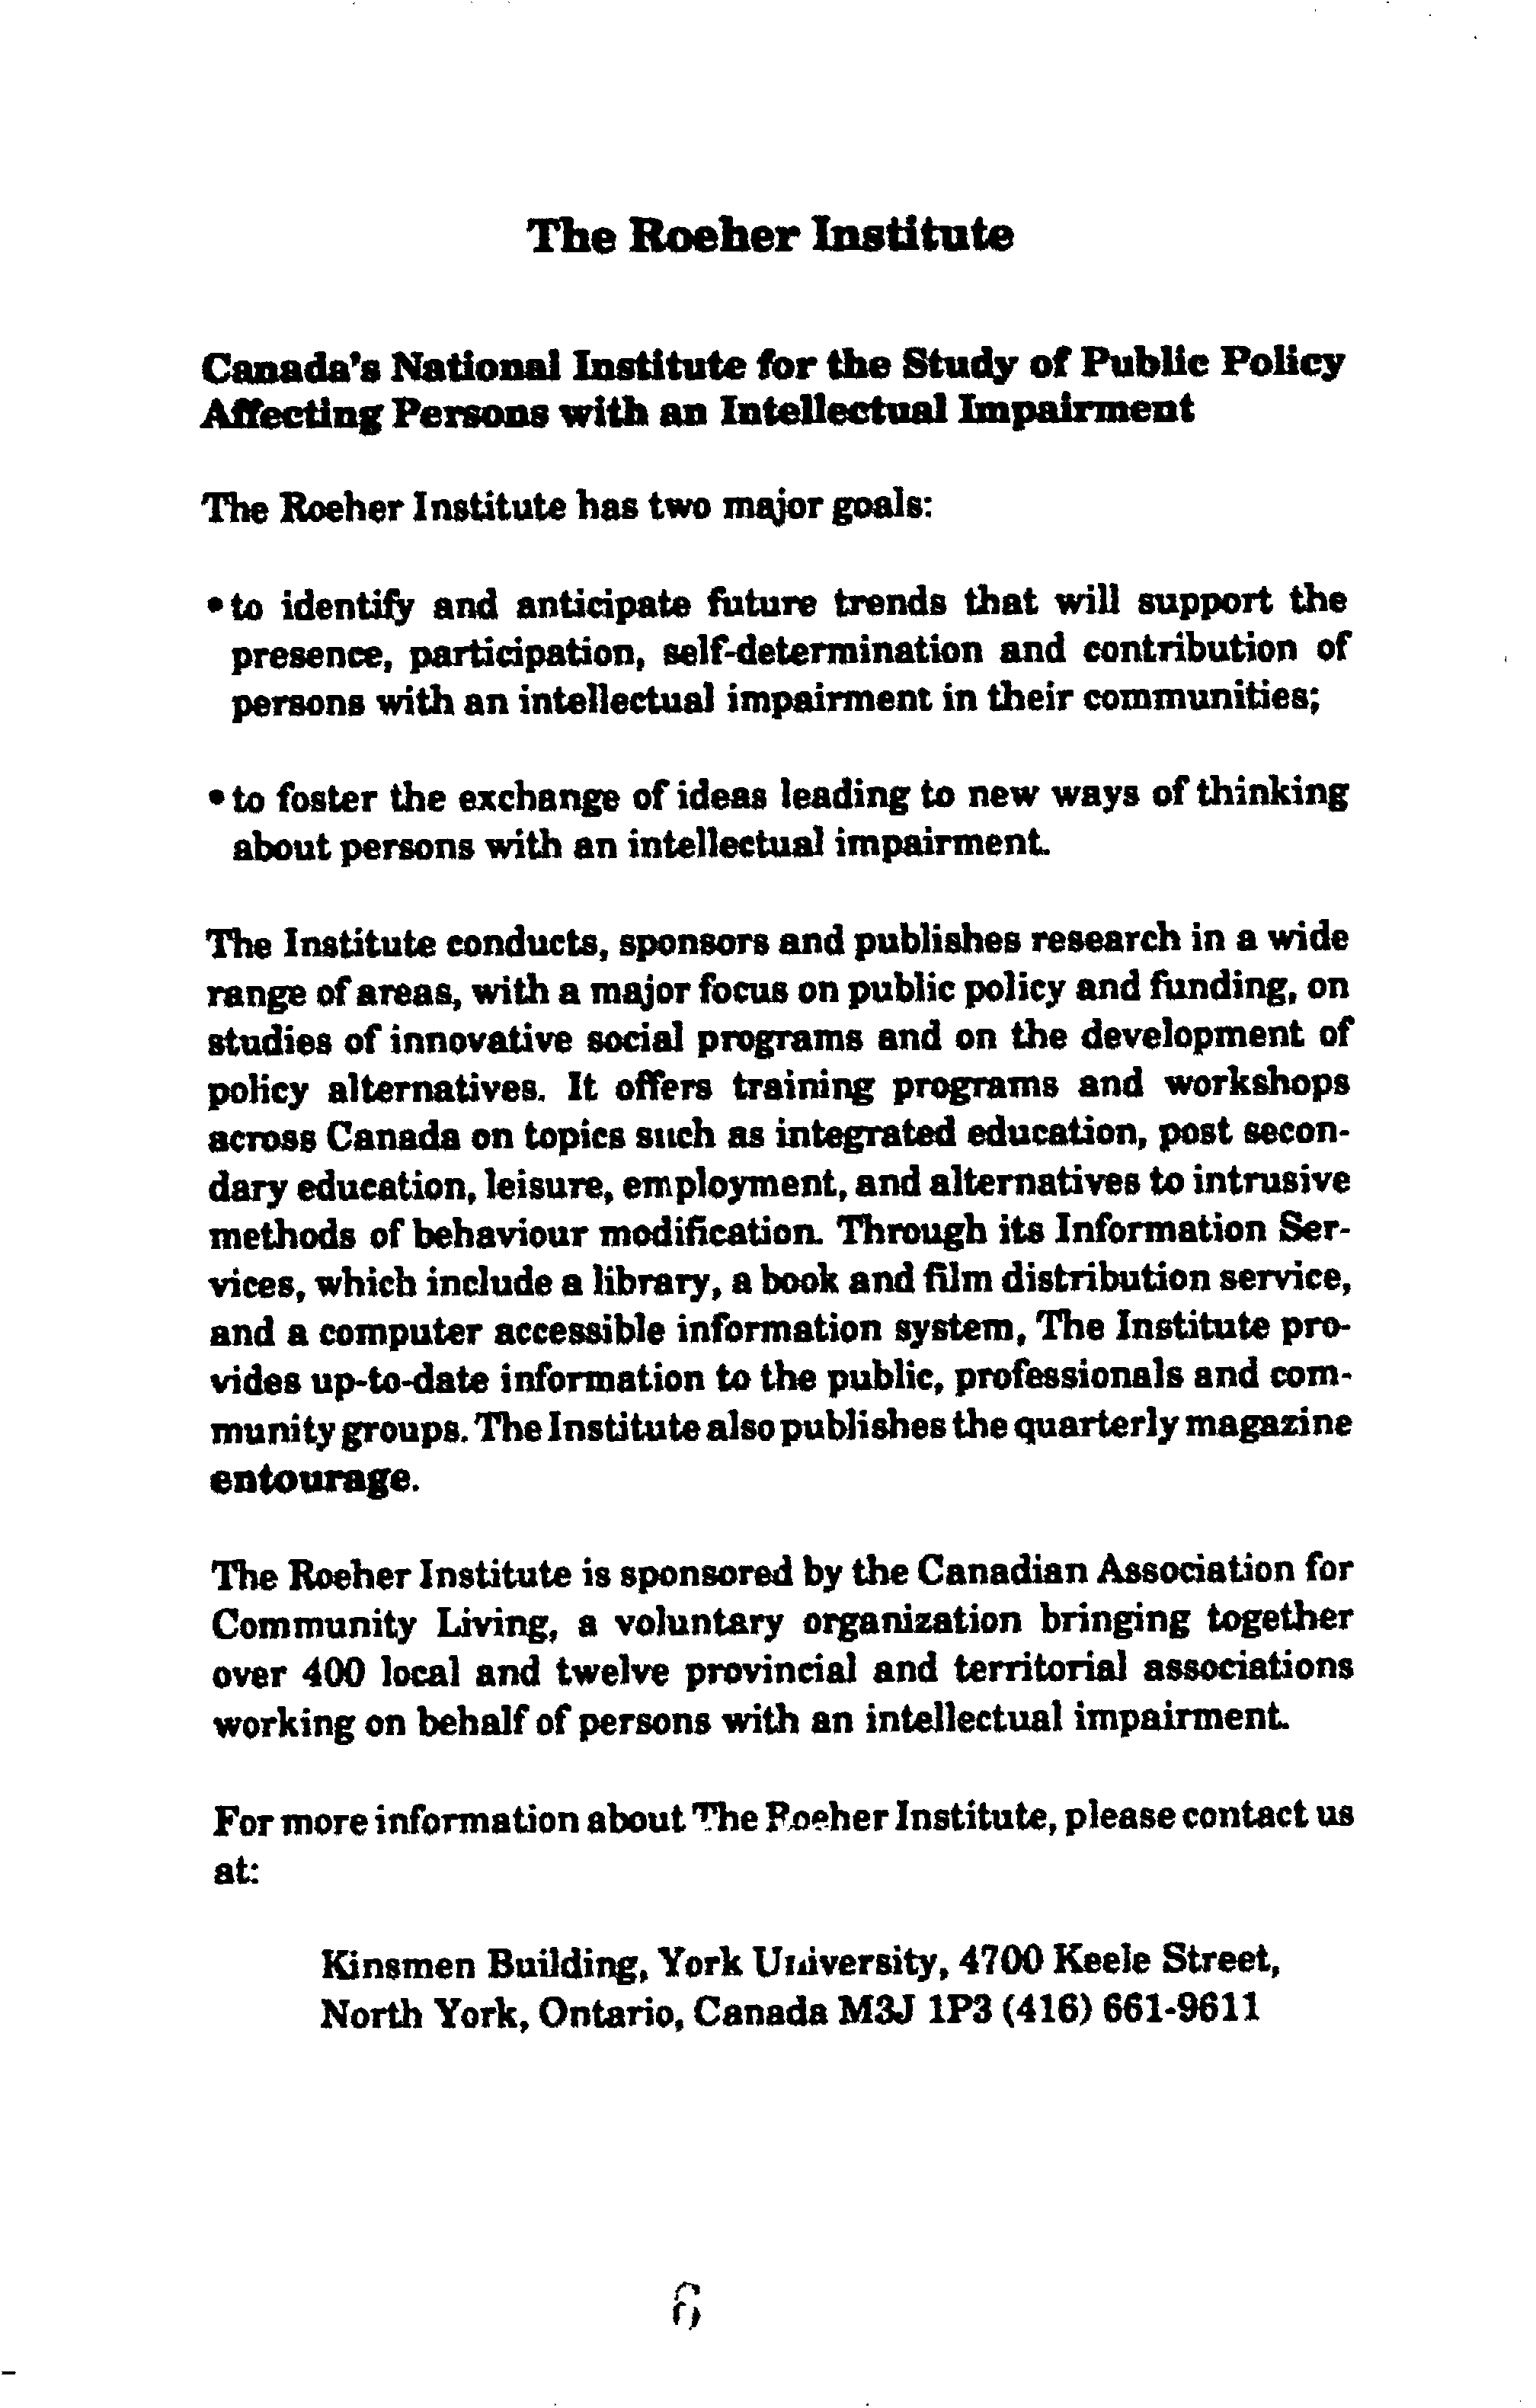 The Roeher Institute
Canada's National Institute for the Study of Public Policy
Affecting Persons with an Intellectual Impairment
The Roeher Institute has two major goals:
• to identify and anticipate future trends that will support the
presence, participation, self-determination and contribution of
persons with an intellectual impairment in their communities;
• to foster the exchange of ideas leading to new ways of thinking
about persons with an intellectual impairment.
The Institute conducts, sponsors and publishes research in a wide
range of areas, with a major focus on public policy and funding, on
studies of innovative social programs and on the development of
policy alternatives. It offers training programs and workshops
across Canada on topics such as integrated education, post secon-
dary education, leisure, employment, and alternatives to intrusive
methods of behaviour modification. Through its Information Ser-
vices, which include a library, a book and film distribution service,
and a computer accessible information system, The Institute pro-
vides up-to-date information to the public, professionals and com-
munity groups. The Institute also publishes the quarterly magazine
entourage.
The Roeher Institute is sponsored by the Canadian Association for
Community Living, a voluntary organization bringing together
over 400 local and twelve provincial and territorial associations
working on behalf of persons with an intellectual impairment.
For more information about The Roeher Institute, please contact us
at:
Kinsmen Building, York University, 4700 Keele Street,
North York, Ontario, Canada M3J 1P3 (416) 661-9611
6